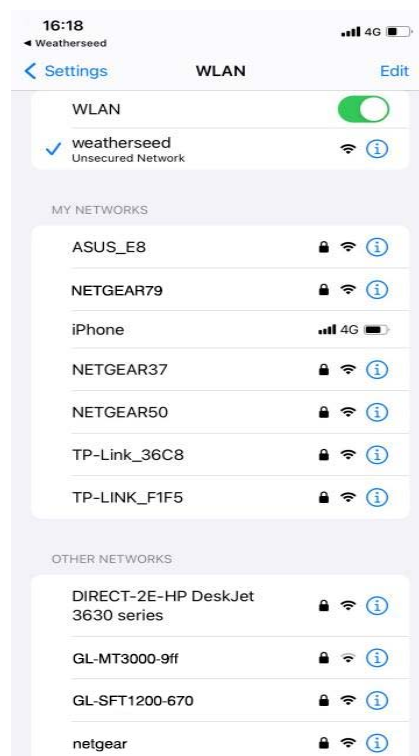 16:18
4G
◄ Weatherseed
Settings WLAN Edit
WLAN
weatherseed
Unsecured Network
MY NETWORKS
ASUS_E8
NETGEAR79
iPhone 4G
NETGEAR37
NETGEAR50
TP-Link_36C8
TP-LINK_F1F5
OTHER NETWORKS
DIRECT-2E-HP DeskJet
3630 series
GL-MT3000-9ff
GL-SFT1200-670
netgear